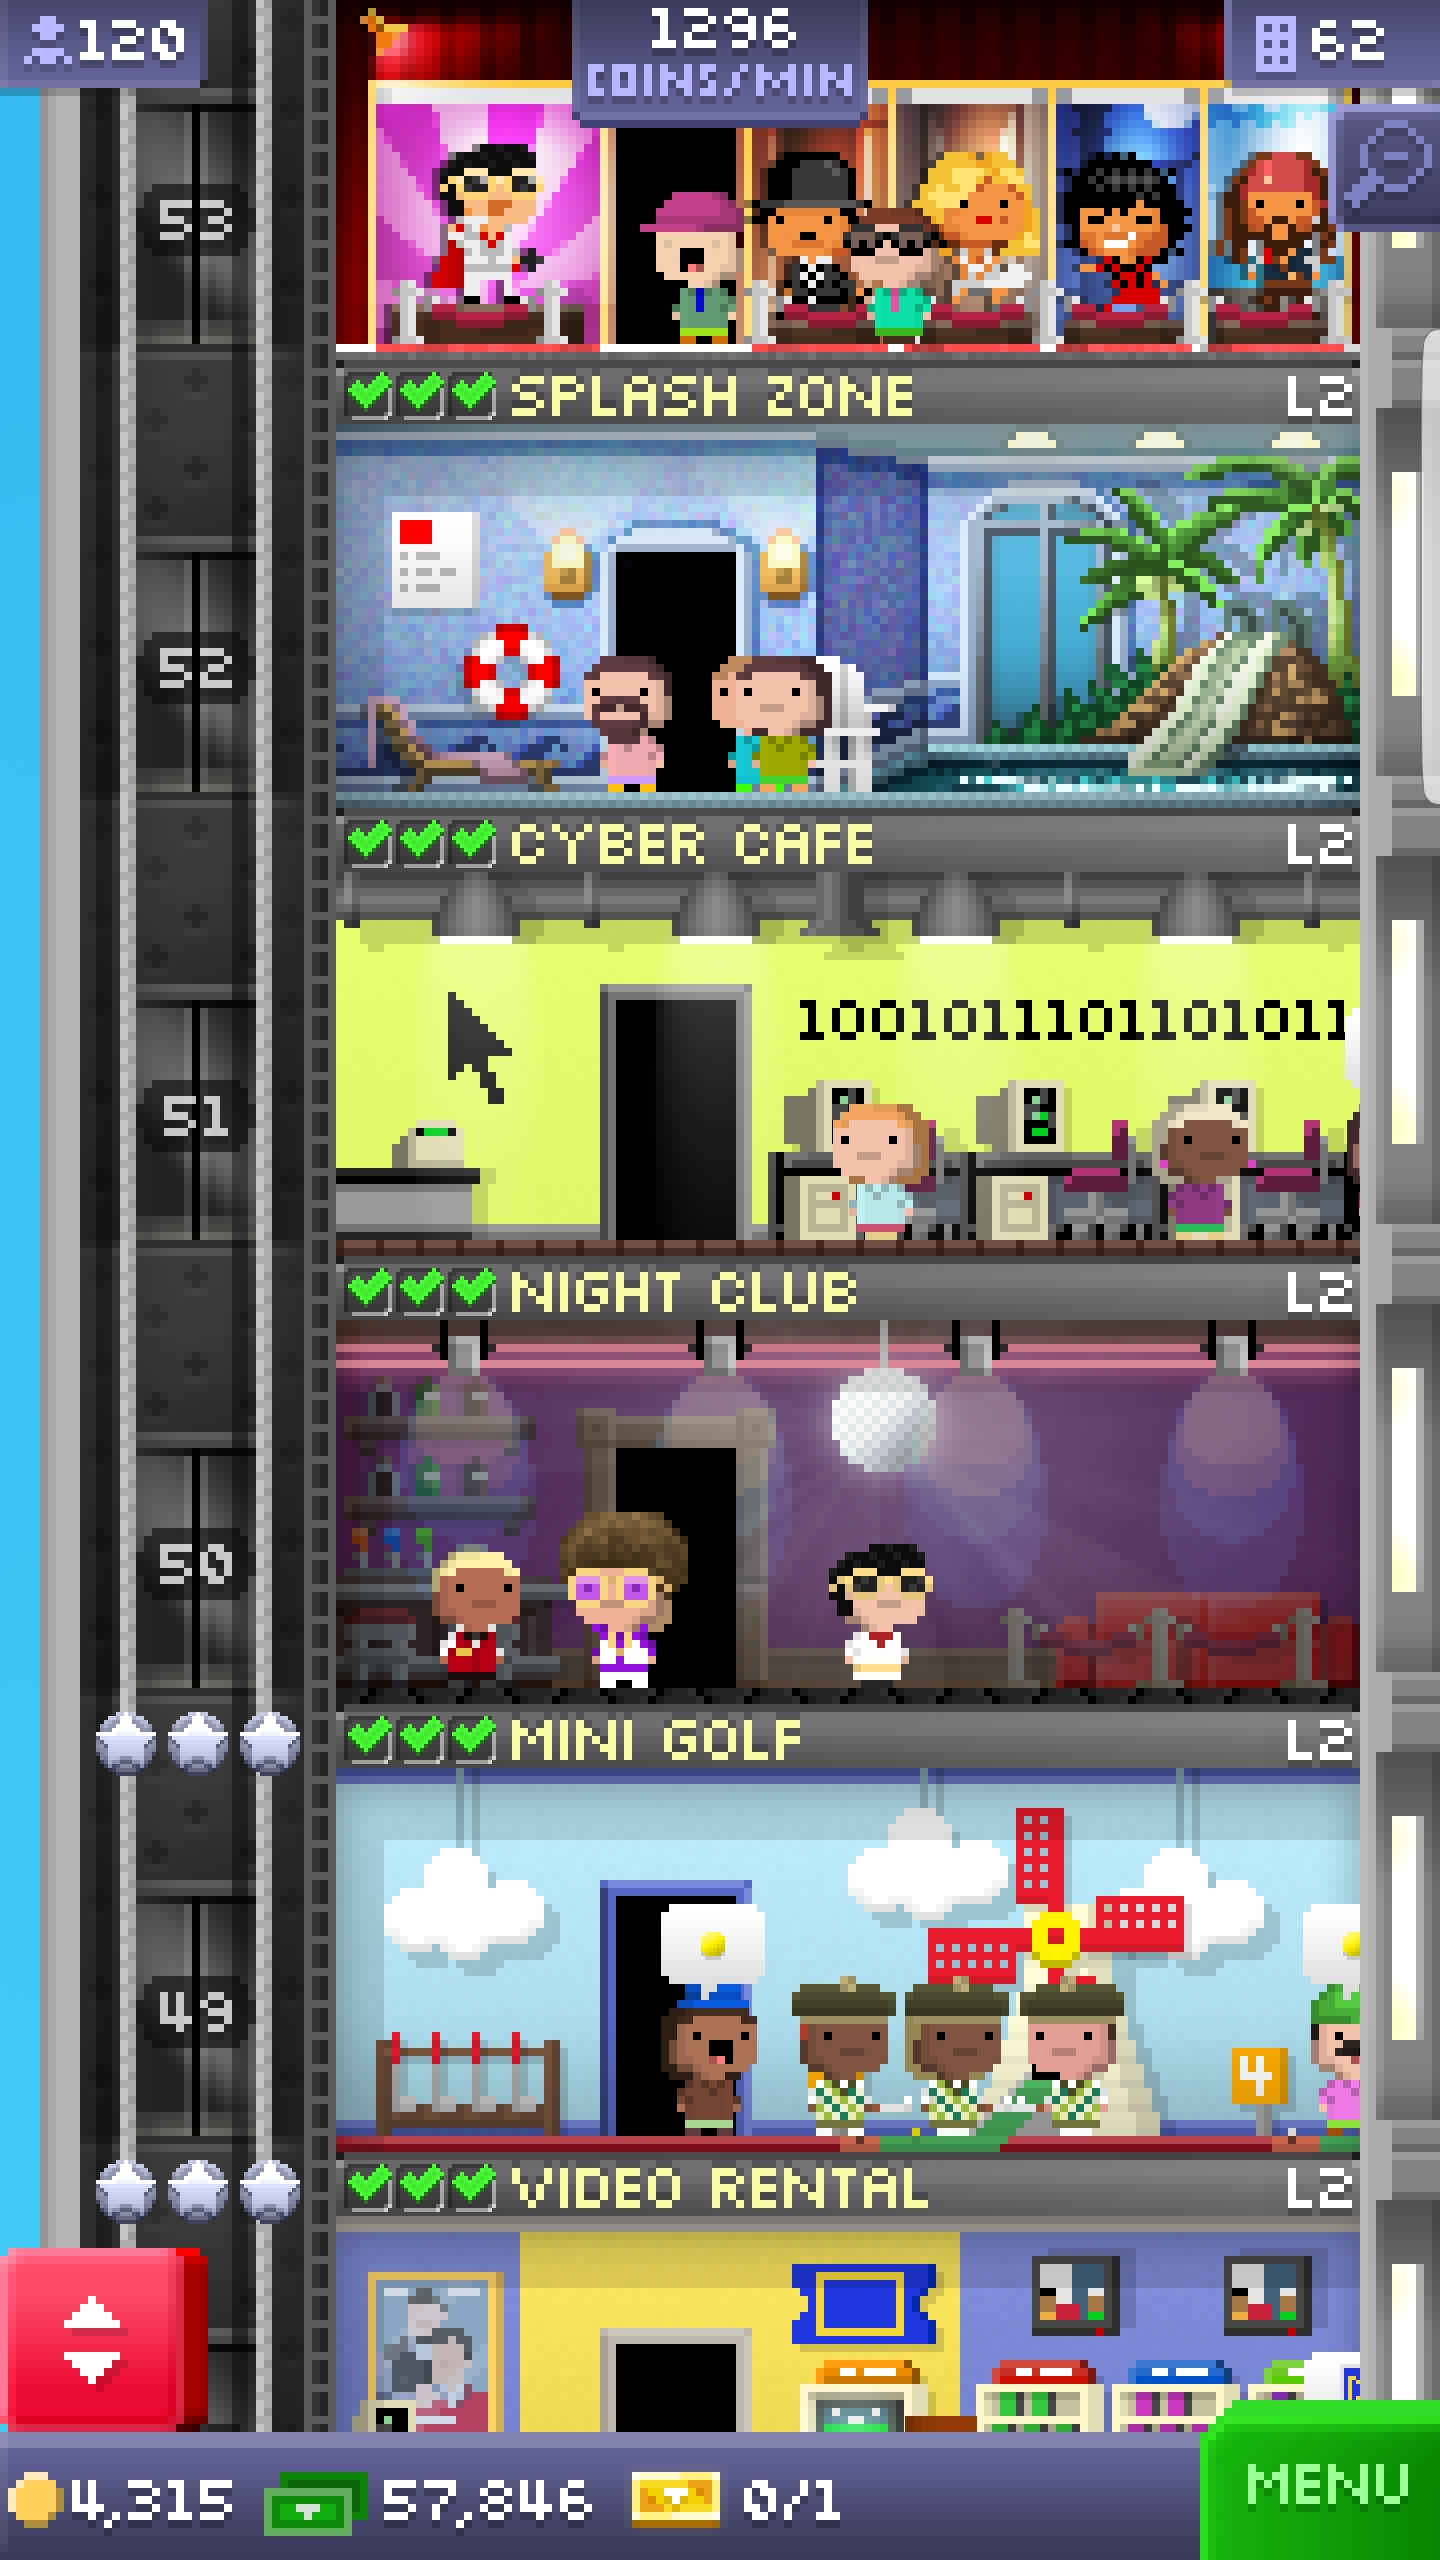 120
1296
COINS/MIN
62
53
SPLASH ZONE L2
52
CYBER CAFE L2
1001011101101011
51
NIGHT CLUB L2
50
MINI GOLF L2
49
4
VIDEO RENTAL L2
4,315 57,846 0/1
MENU